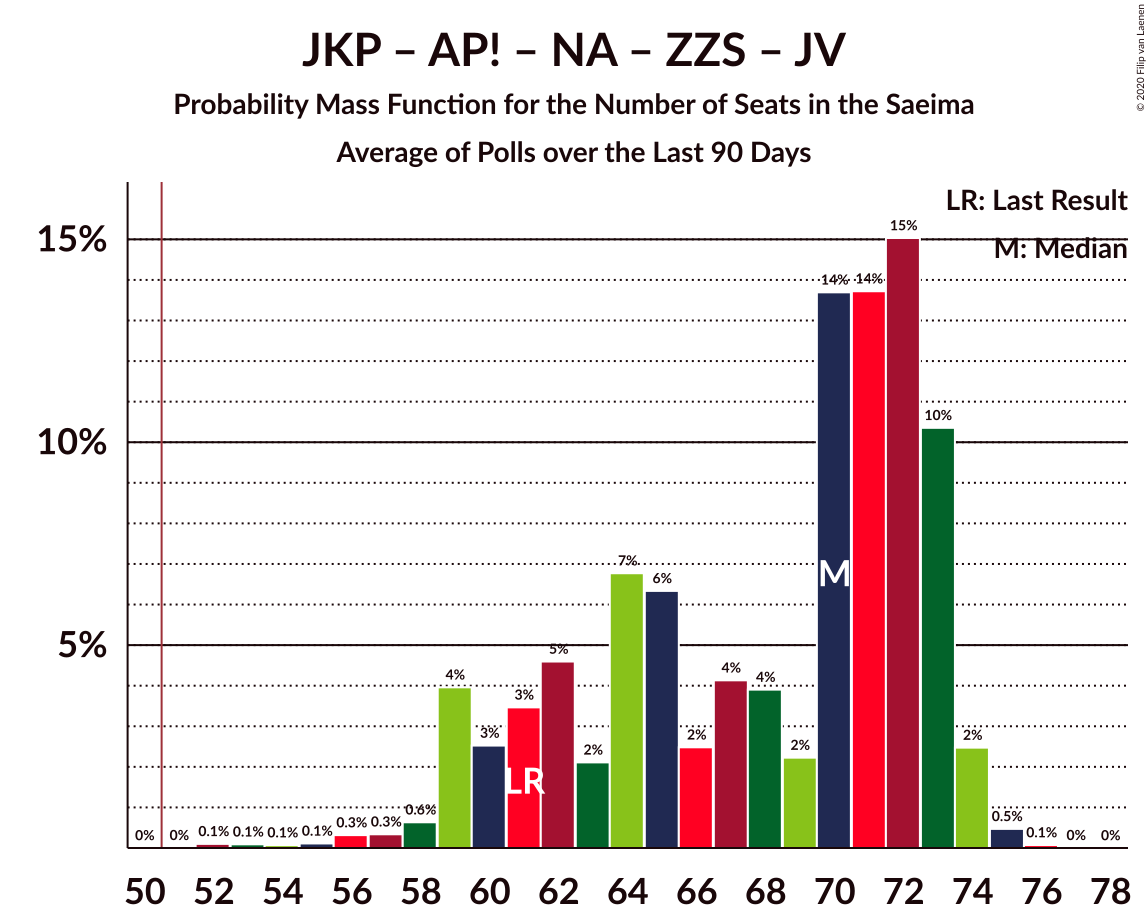 JKP – AP! – NA – ZZS – JV
Probability Mass Function for the Number of Seats in the Saeima
Average of Polls over the Last 90 Days
© 2020 Filip van Laenen
LR: Last Result
M: Median
15%
10%
5%
0% 0% 0.1% 0.1% 0.1% 0.1% 0.3% 0.3% 0.6% 4% 3% 3% 5% 2% 7% 6% 2% 4% 4% 2% 14% 14% 15% 10% 2% 0.5% 0.1% 0% 0%
LR
M
50 52 54 56 58 60 62 64 66 68 70 72 74 76 78